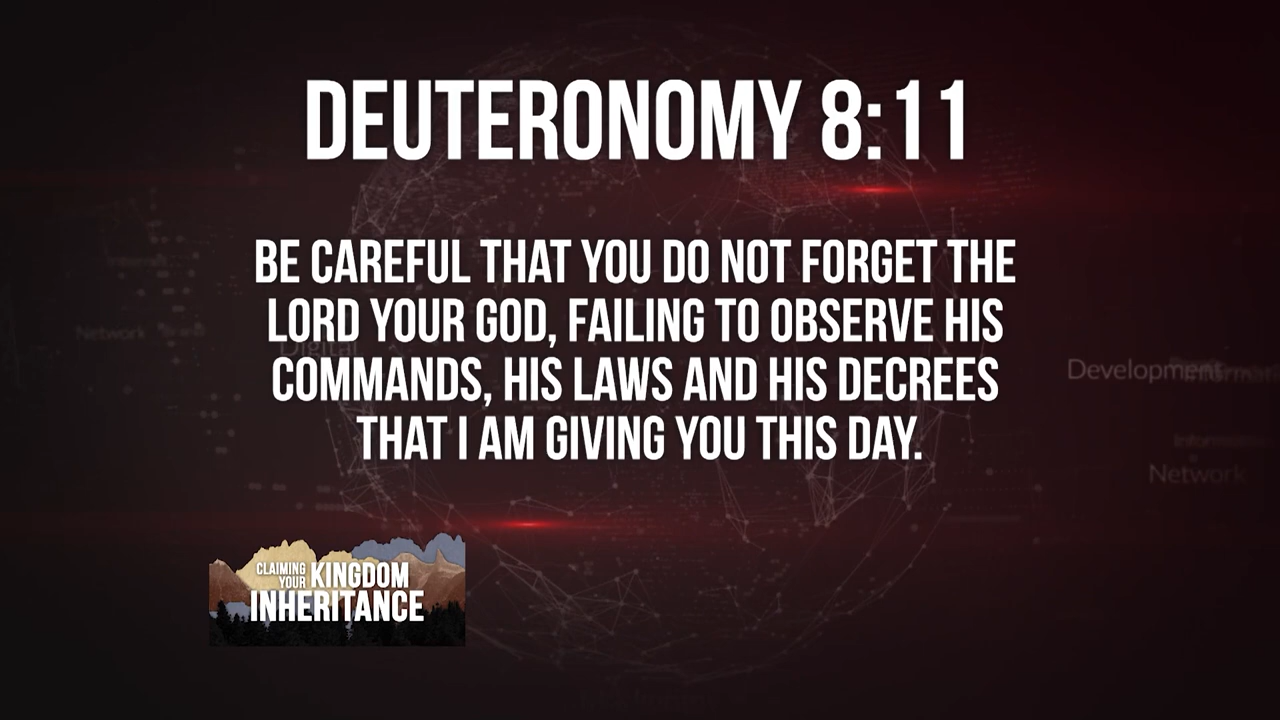 DEUTERONOMY 8:11
BE CAREFUL THAT YOU DO NOT FORGET THE
LORD YOUR GOD, FAILING TO OBSERVE HIS
COMMANDS, HIS LAWS AND HIS DECREES
THAT I AM GIVING YOU THIS DAY.
Network
Digital
Development
Network
CLAIMING
YOUR KINGDOM
INHERITANCE